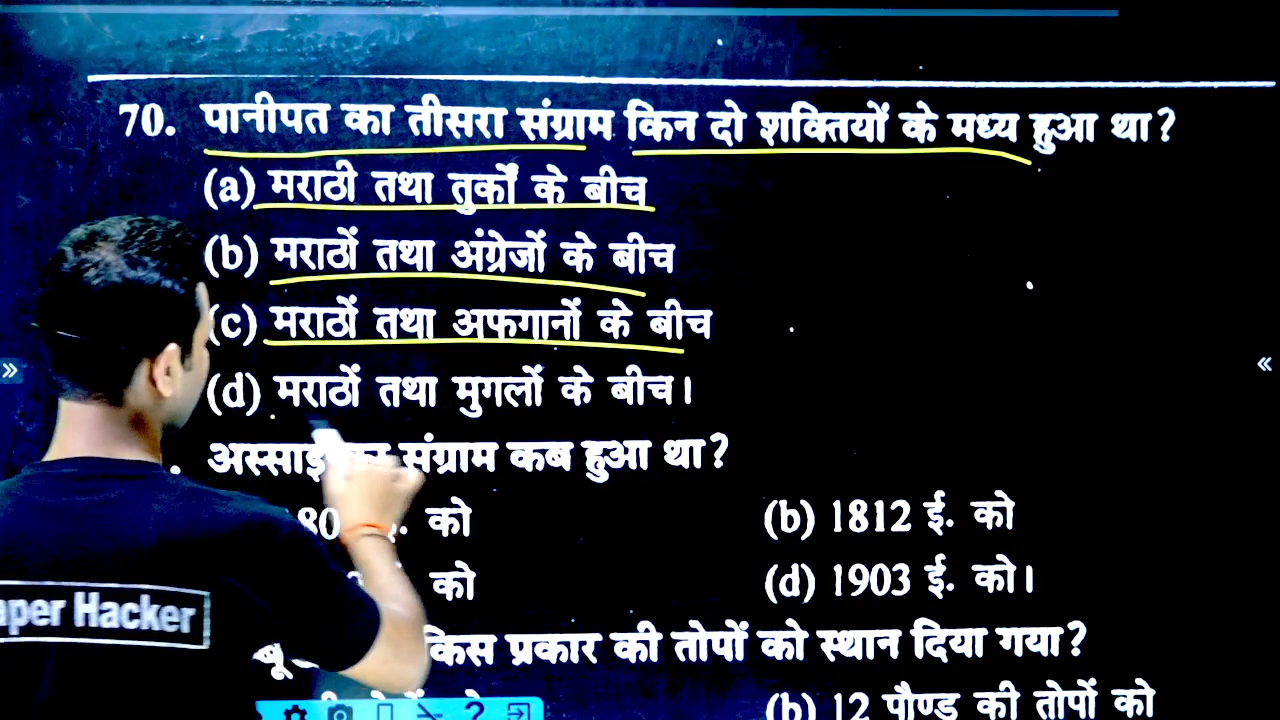 70. पानीपत का तीसरा संग्राम किन दो शक्तियों के मध्य हुआ था?
(a) मराठी तथा तुर्कों के बीच
(b) मराठों तथा अंग्रेजों के बीच
(c) मराठों तथा अफगानों के बीच
(d) मराठों तथा मुगलों के बीच।
संग्राम कब हुआ था?
को (b) 1812 ई. को
को (d) 1903 ई. को।
किस प्रकार की तोपों को स्थान दिया गया?
(b) 12 पौण्ड की तोपों को
Hacker